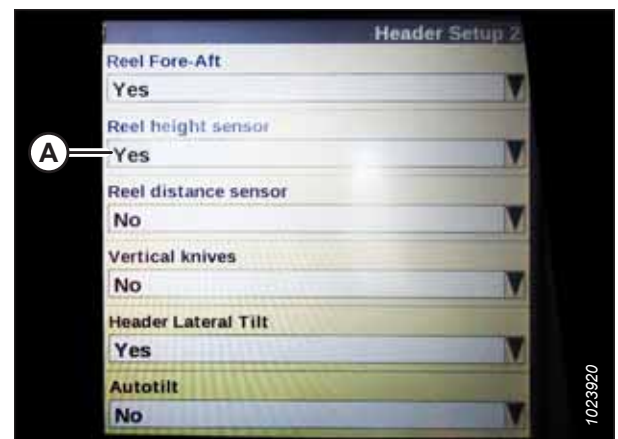 Header Setup 2
Reel Fore-Aft
Yes
Reel height sensor
A
Yes
Reel distance sensor
No
Vertical knives
No
Header Lateral Tilt
Yes
Autotilt
No
1023920